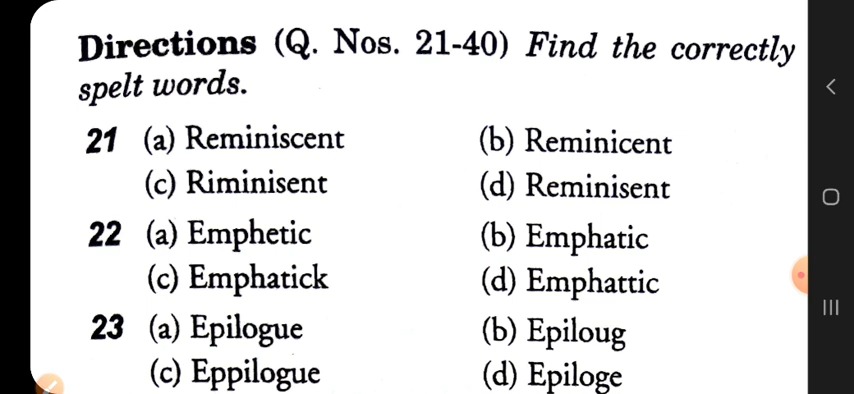 Directions (Q. Nos. 21-40) Find the correctly
spelt words.
21 (a) Reminiscent (b) Reminicent
(c) Riminisent (d) Reminisent
22 (a) Emphetic (b) Emphatic
(c) Emphatick (d) Emphattic
23 (a) Epilogue (b) Epiloug
(c) Eppilogue (d) Epiloge